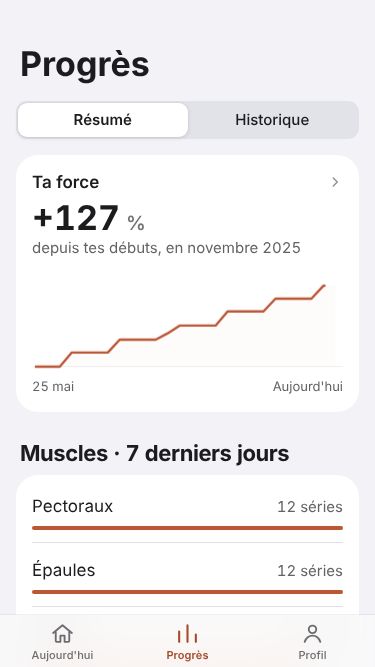 Progrès
Résumé
Historique
Ta force
+127 %
depuis tes débuts, en novembre 2025
25 mai
Aujourd'hui
Muscles · 7 derniers jours
Pectoraux
12 séries
Épaules
12 séries
Aujourd'hui
Progrès
Profil